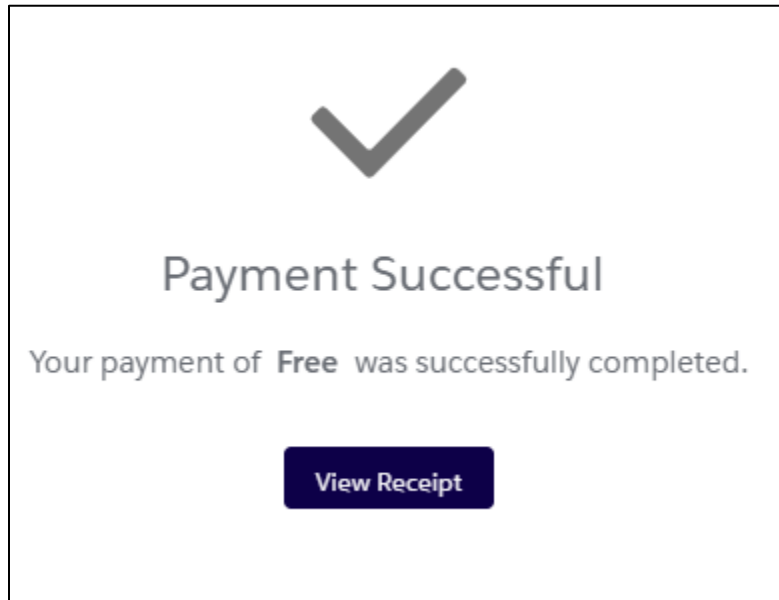 Payment Successful
Your payment of Free was successfully completed.
View Receipt